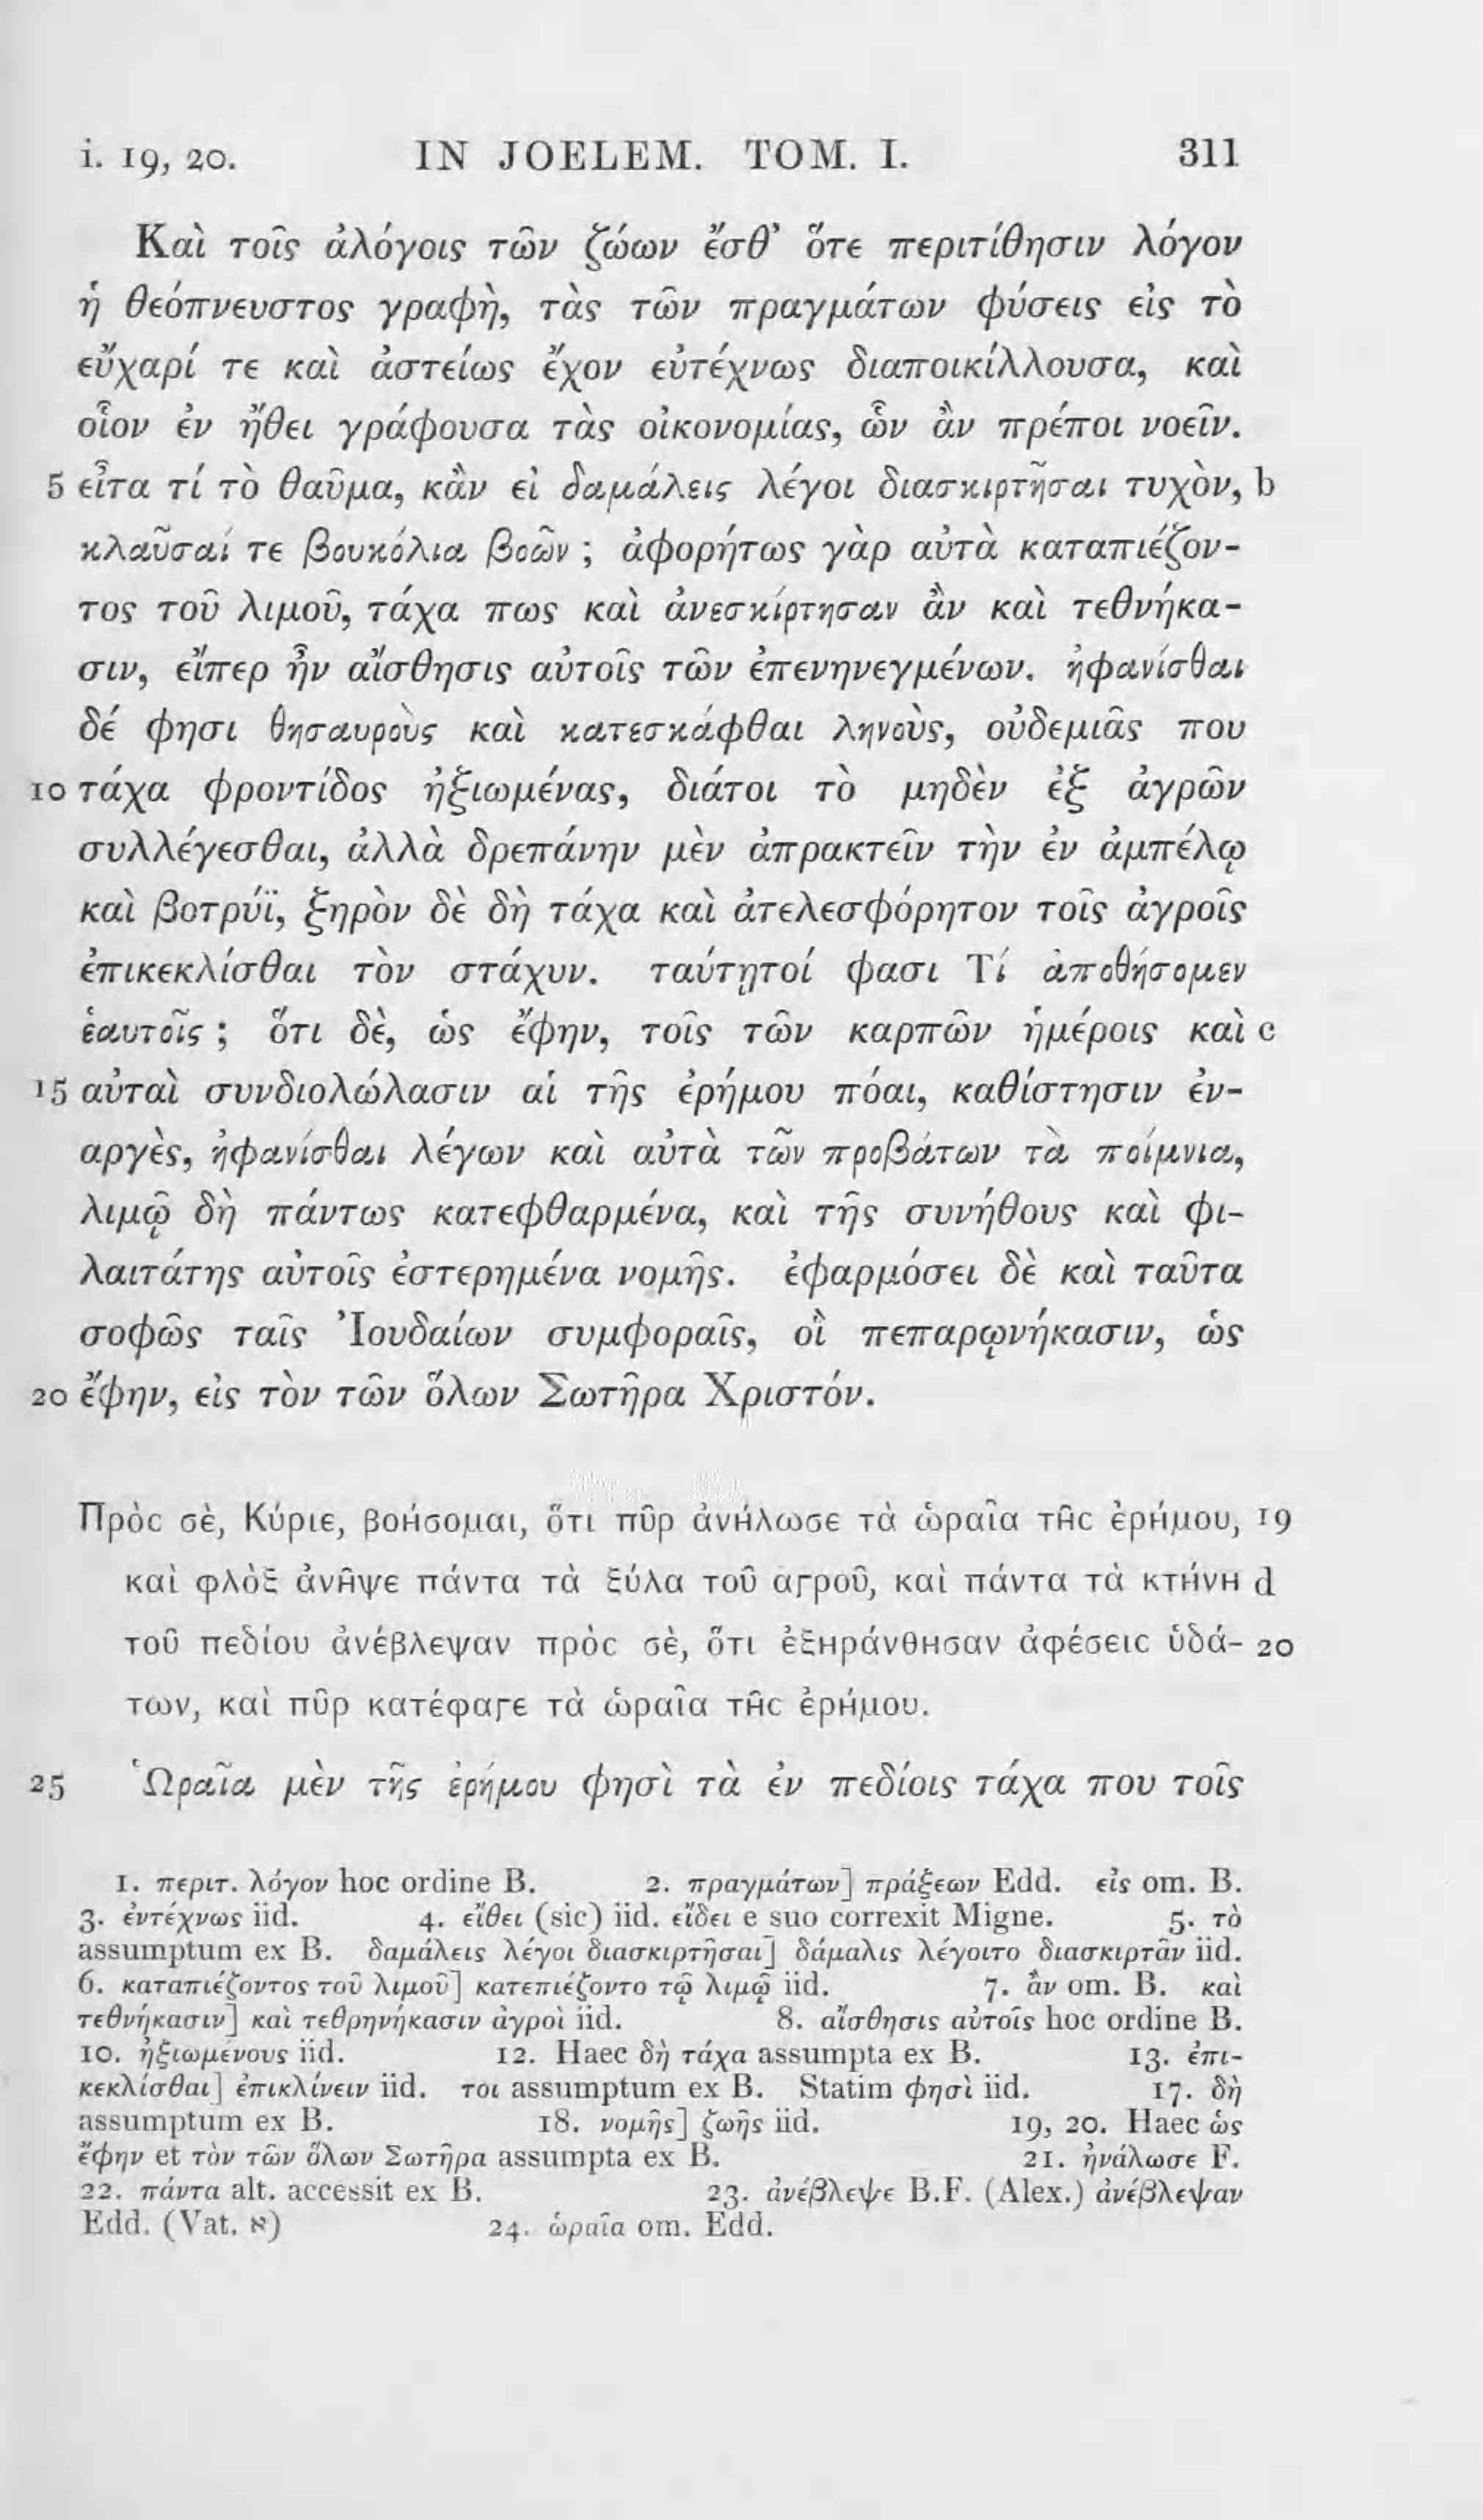 i. 19, 20. IN JOELEM. TOM. I. 311
Καὶ τοῖς ἀλόγοις τῶν ζώων ἔσθ’ ὅτε περιτίθησιν λόγον
ἡ θεόπνευστος γραφὴ, τὰς τῶν πραγμάτων φύσεις εἰς τὸ
εὔχαρί τε καὶ ἀστείως ἔχον εὐτέχνως διαποικίλλουσα, καὶ
οἷον ἐν ἤθει γράφουσα τὰς οἰκονομίας, ὧν ἂν πρέποι νοεῖν.
5 εἶτα τί τὸ θαῦμα, κἂν εἰ δαμάλεις λέγοι διασκιρτῆσαι τυχὸν, b
κλαῦσαί τε βουκόλια βοῶν ; ἀφορήτως γὰρ αὐτὰ καταπιέζον-
τος τοῦ λιμοῦ, τάχα πως καὶ ἀνεσκίρτησαν ἂν καὶ τεθνήκα-
σιν, εἴπερ ἦν αἴσθησις αὐτοῖς τῶν ἐπενηνεγμένων. ἠφανίσθαι
δέ φησι θησαυροὺς καὶ κατεσκάφθαι ληνοὺς, οὐδεμιᾶς που
10 τάχα φροντίδος ἠξιωμένας, διάτοι τὸ μηδὲν ἐξ ἀγρῶν
συλλέγεσθαι, ἀλλὰ δρεπάνην μὲν ἀπρακτεῖν τὴν ἐν ἀμπέλῳ
καὶ βοτρύϊ, ξηρὸν δὲ δὴ τάχα καὶ ἀτελεσφόρητον τοῖς ἀγροῖς
ἐπικεκλίσθαι τὸν στάχυν. ταύτῃτοί φασι Τί ἀποθήσομεν
ἑαυτοῖς ; ὅτι δὲ, ὡς ἔφην, τοῖς τῶν καρπῶν ἡμέροις καὶ c
15 αὐταὶ συνδιολώλασιν αἱ τῆς ἐρήμου πόαι, καθίστησιν ἐν-
αργὲς, ἠφανίσθαι λέγων καὶ αὐτὰ τῶν προβάτων τὰ ποίμνια,
λιμῷ δὴ πάντως κατεφθαρμένα, καὶ τῆς συνήθους καὶ φι-
λαιτάτης αὐτοῖς ἐστερημένα νομῆς. ἐφαρμόσει δὲ καὶ ταῦτα
σοφῶς ταῖς Ἰουδαίων συμφοραῖς, οἳ πεπαρῳνήκασιν, ὡς
20 ἔφην, εἰς τὸν τῶν ὅλων Σωτῆρα Χριστόν.
Πρὸς σὲ, Κύριε, βοήσομαι, ὅτι πῦρ ἀνήλωσε τὰ ὡραῖα τῆς ἐρήμου, 19
καὶ φλὸξ ἀνῆψε πάντα τὰ ξύλα τοῦ αγροῦ, καὶ πάντα τὰ κτήνη d
τοῦ πεδίου ἀνέβλεψαν πρὸς σὲ, ὅτι ἐξηράνθησαν ἀφέσεις ὑδά- 20
των, καὶ πῦρ κατέφαγε τὰ ὡραῖα τῆς ἐρήμου.
25 Ὡραῖα μὲν τῆς ἐρήμου φησὶ τὰ ἐν πεδίοις τάχα που τοῖς
1. περιτ. λόγον hoc ordine B. 2. πραγμάτων] πράξεων Edd. εἰς om. B.
3. ἐντέχνως iid. 4. εἴθει (sic) iid. εἴδει e suo correxit Migne. 5. τὸ
assumptum ex B. δαμάλεις λέγοι διασκιρτῆσαι] δάμαλις λέγοιτο διασκιρτᾶν iid.
6. καταπιέζοντος τοῦ λιμοῦ] κατεπιέζοντο τῷ λιμῷ iid. 7. ἂν om. B. καὶ
τεθνήκασιν] καὶ τεθρηνήκασιν ἀγροὶ iid. 8. αἴσθησις αὐτοῖς hoc ordine B.
10. ἠξιωμένους iid. 12. Haec δὴ τάχα assumpta ex B. 13. ἐπι-
κεκλίσθαι] ἐπικλίνειν iid. τοι assumptum ex B. Statim φησὶ iid. 17. δὴ
assumptum ex B. 18. νομῆς] ζωῆς iid. 19, 20. Haec ὡς
ἔφην et τὸν τῶν ὅλων Σωτῆρα assumpta ex B. 21. ἠνάλωσε F.
22. πάντα alt. accessit ex B. 23. ἀνέβλεψε B.F. (Alex.) ἀνέβλεψαν
Edd. (Vat. א) 24. ὡραῖα om. Edd.